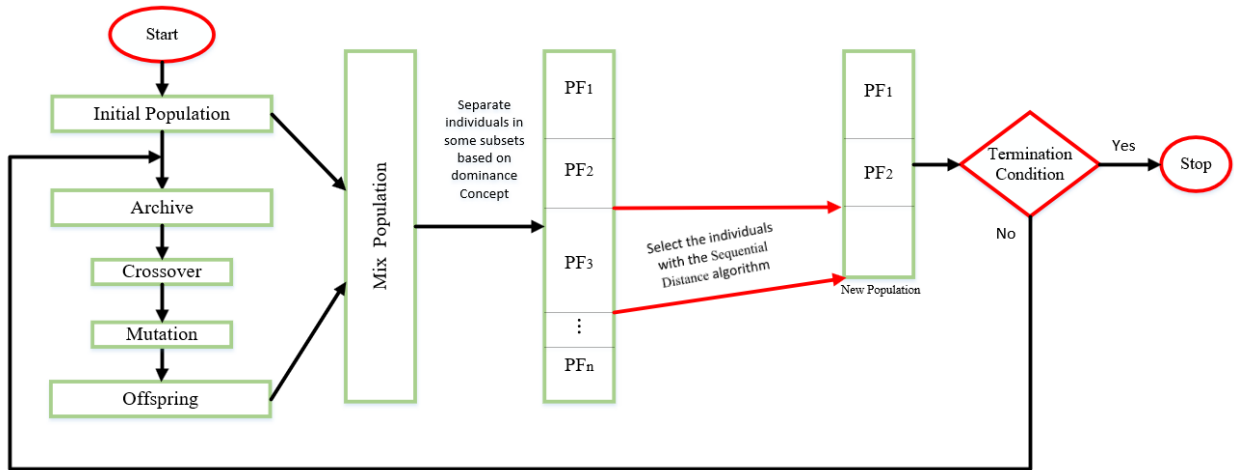 Start
Initial Population
Archive
Crossover
Mutation
Offspring
Mix Population
Separate
individuals in
some subsets
based on
dominance
Concept
PF1
PF2
PF3
⋮
PFn
Select the individuals
with the Sequential
Distance algorithm
PF1
PF2
New Population
Termination
Condition
Yes
No
Stop